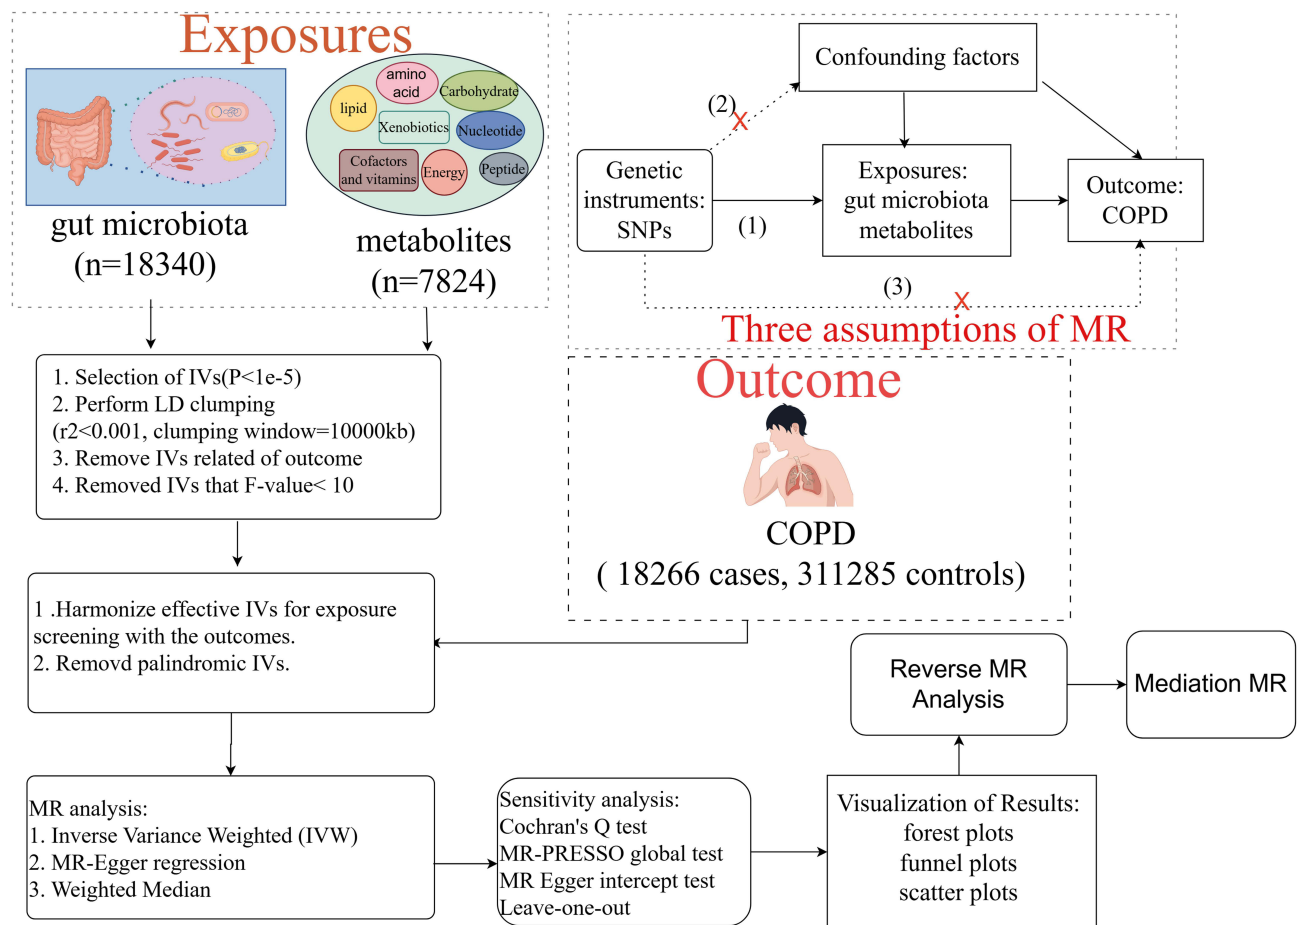 Exposures
lipid
amino
acid
Carbohydrate
Xenobiotics
Nucleotide
Cofactors
and vitamins
Energy
Peptide
gut microbiota
(n=18340)
metabolites
(n=7824)
Confounding factors
(2)
X
Genetic
instruments:
SNPs
(1)
Exposures:
gut microbiota
metabolites
Outcome:
COPD
(3)
X
Three assumptions of MR
1. Selection of IVs(P<1e-5)
2. Perform LD clumping
(r2<0.001, clumping window=10000kb)
3. Remove IVs related of outcome
4. Removed IVs that F-value< 10
Outcome
COPD
( 18266 cases, 311285 controls)
1 .Harmonize effective IVs for exposure
screening with the outcomes.
2. Removd palindromic IVs.
MR analysis:
1. Inverse Variance Weighted (IVW)
2. MR-Egger regression
3. Weighted Median
Sensitivity analysis:
Cochran's Q test
MR-PRESSO global test
MR Egger intercept test
Leave-one-out
Visualization of Results:
forest plots
funnel plots
scatter plots
Reverse MR
Analysis
Mediation MR